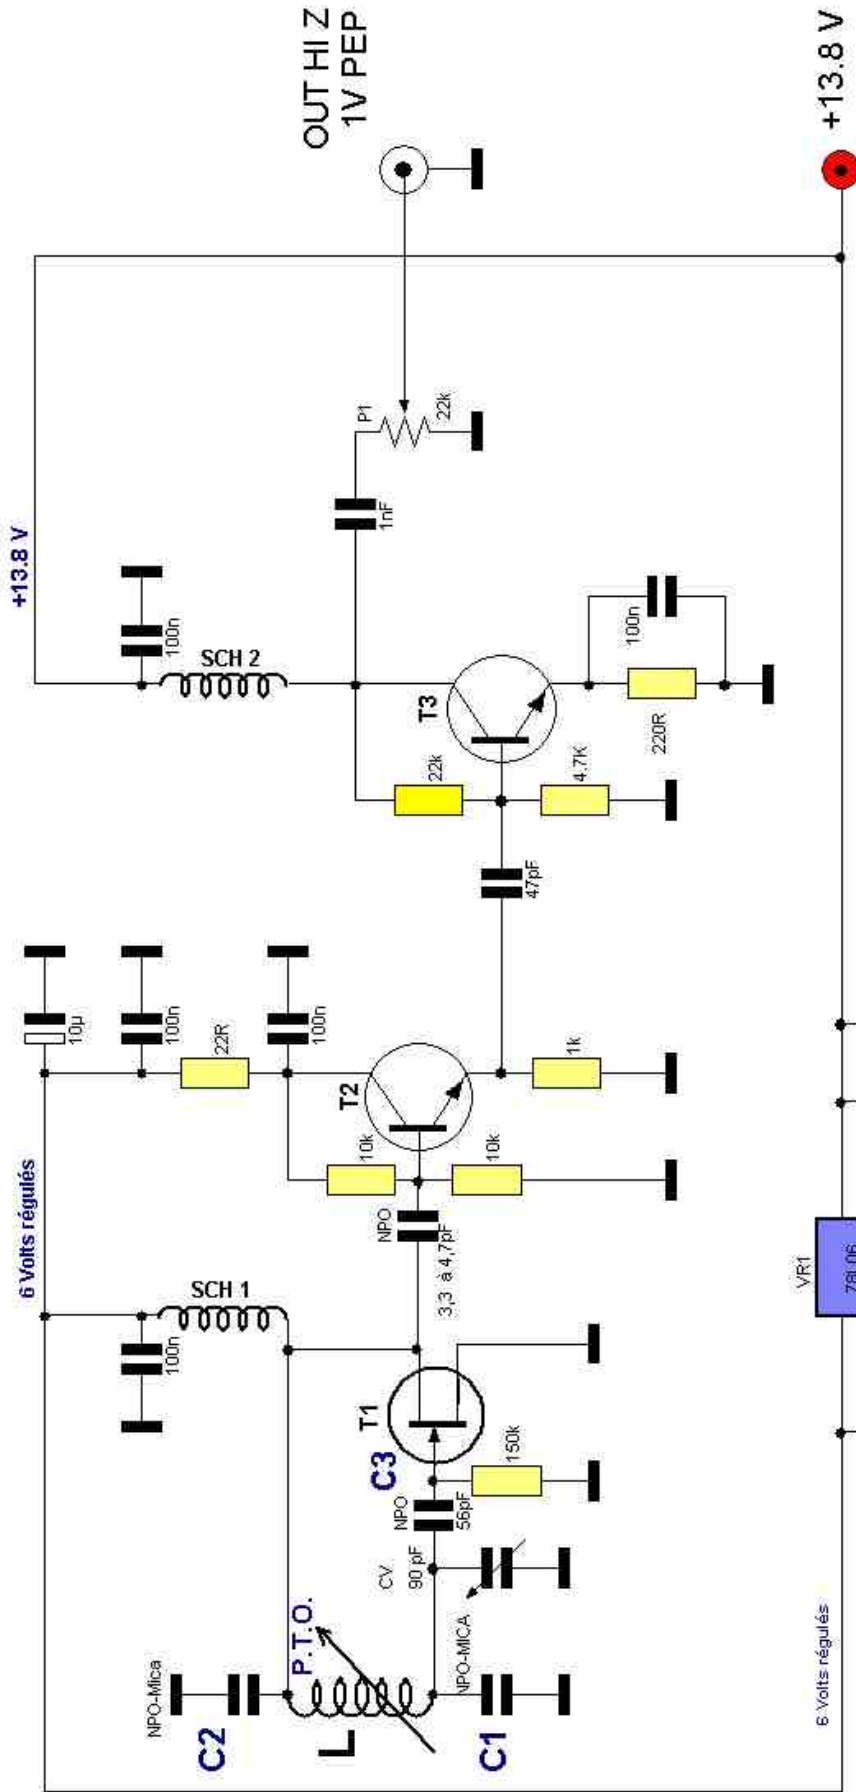 OUT HI Z
1V PEP
+13.8 V
+13.8 V
100n
SCH 2
1nF
P1
22k
T3
22k
4.7K
220R
100n
47pF
6 Volts régulés
10µ
100n
22R
100n
T2
10k
10k
1k
SCH 1
100n
NPO
3,3 à 4,7pF
T1
C3
NPO
56pF
150k
CV.
90 pF
NPO-Mica
C2
P.T.O.
L
NPO-MICA
C1
VR1
78L06
6 Volts régulés